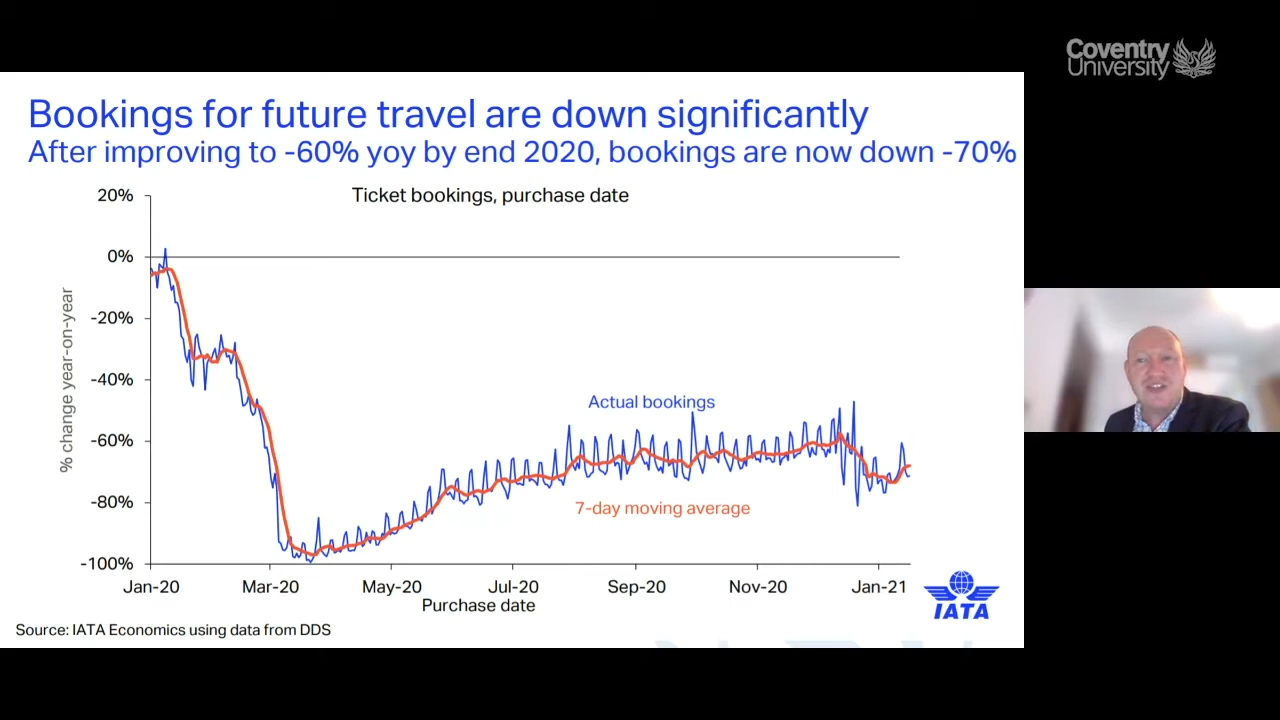 Coventry
University
Bookings for future travel are down significantly
After improving to -60% yoy by end 2020, bookings are now down -70%
Ticket bookings, purchase date
20%
0%
-20%
-40%
-60%
-80%
-100%
% change year-on-year
Actual bookings
7-day moving average
Jan-20 Mar-20 May-20 Jul-20 Sep-20 Nov-20 Jan-21
Purchase date
IATA
Source: IATA Economics using data from DDS